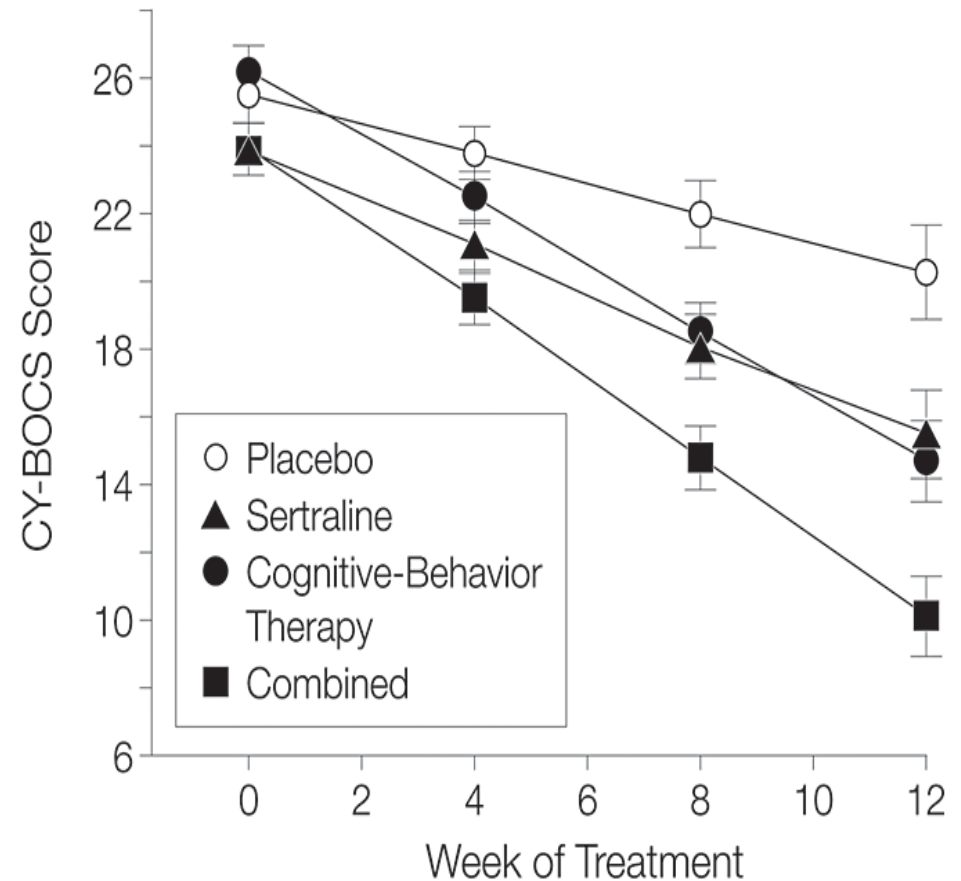 CY-BOCS Score
26
22
18
14
10
6
Placebo
Sertraline
Cognitive-Behavior
Therapy
Combined
0 2 4 6 8 10 12
Week of Treatment